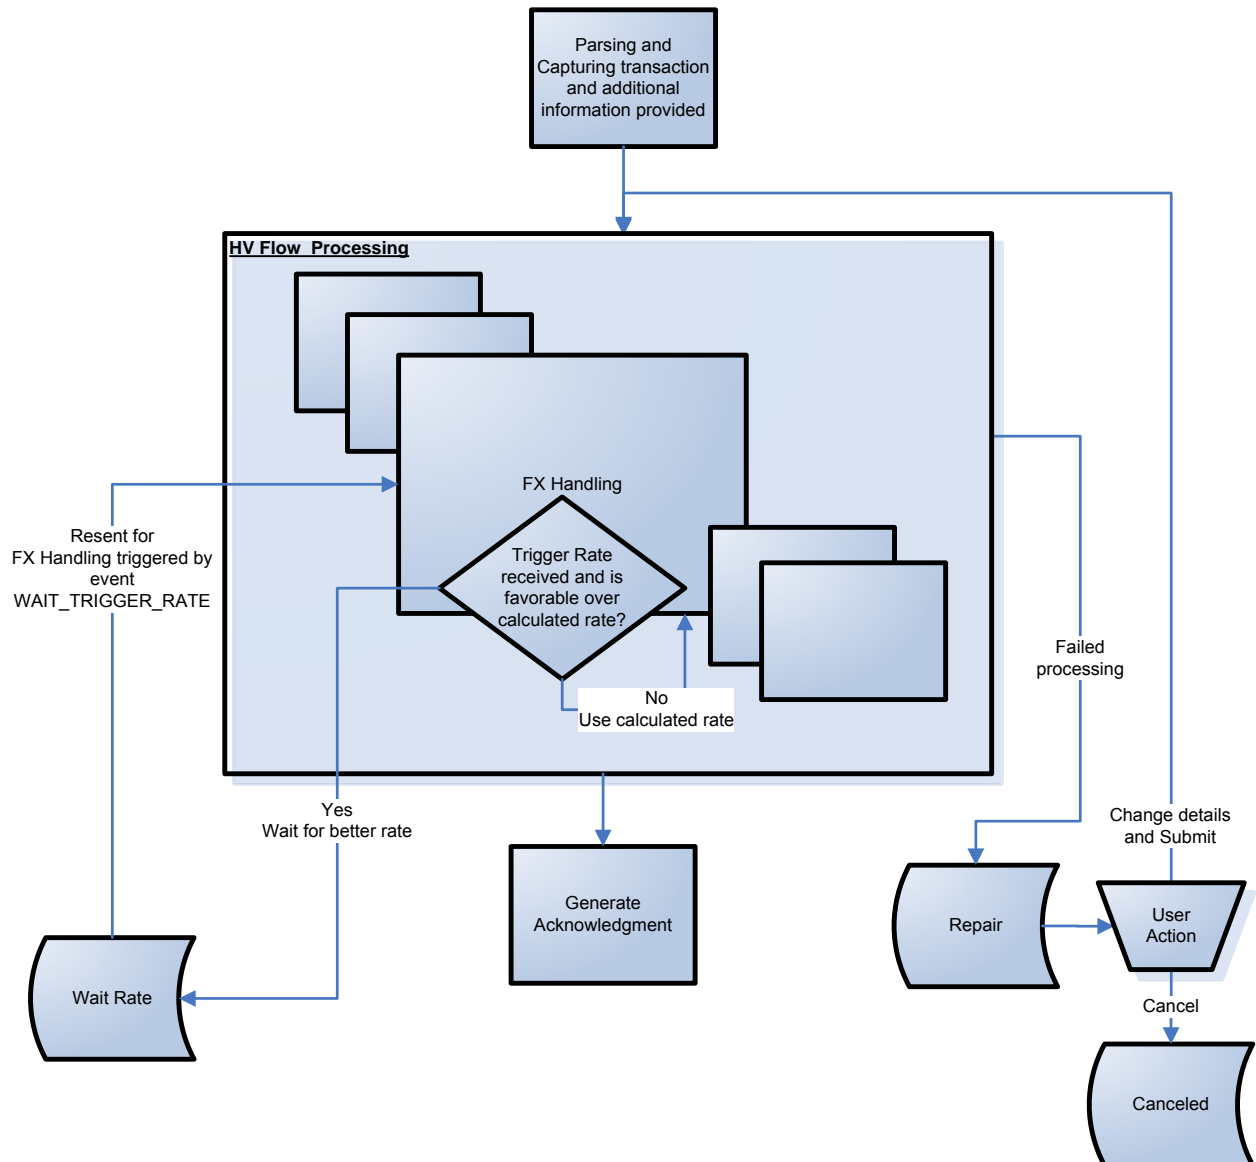 Parsing and
Capturing transaction
and additional
information provided
HV Flow  Processing
FX Handling
Trigger Rate
received and is
favorable over
calculated rate?
No
Use calculated rate
Resent for
FX Handling triggered by
event
WAIT_TRIGGER_RATE
Failed
processing
Yes
Wait for better rate
Change details
and Submit
Generate
Acknowledgment
Repair
User
Action
Wait Rate
Cancel
Canceled